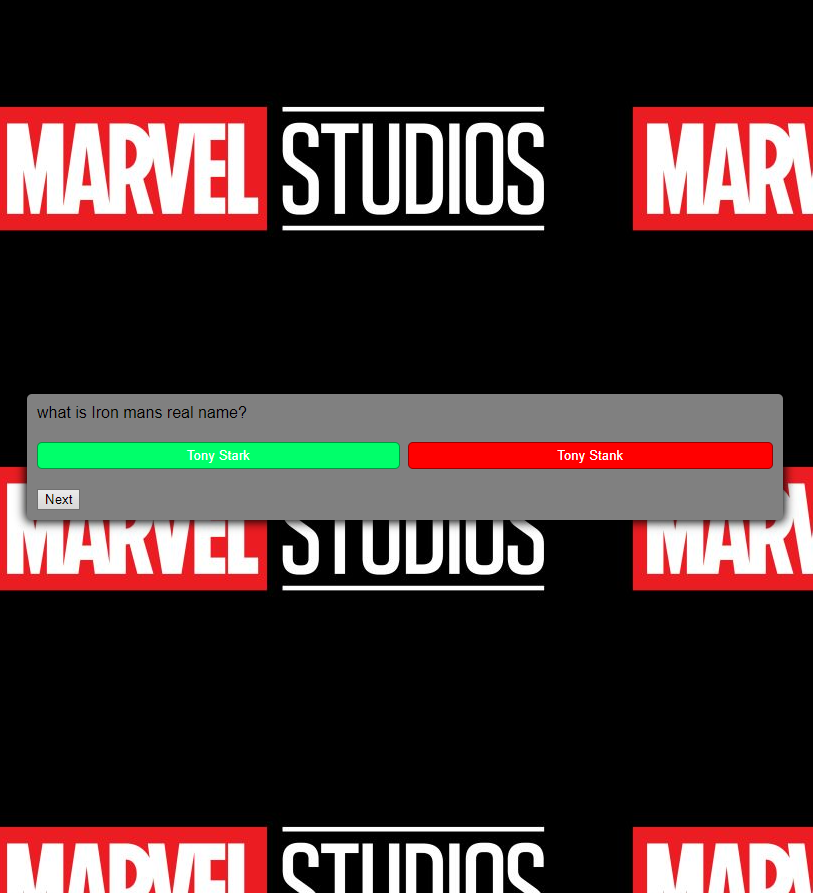 MARVEL STUDIOS MARV
what is Iron mans real name?
Tony Stark Tony Stank
Next
MARVEL STUDIOS MARV
MARVEL STUDIOS MARV